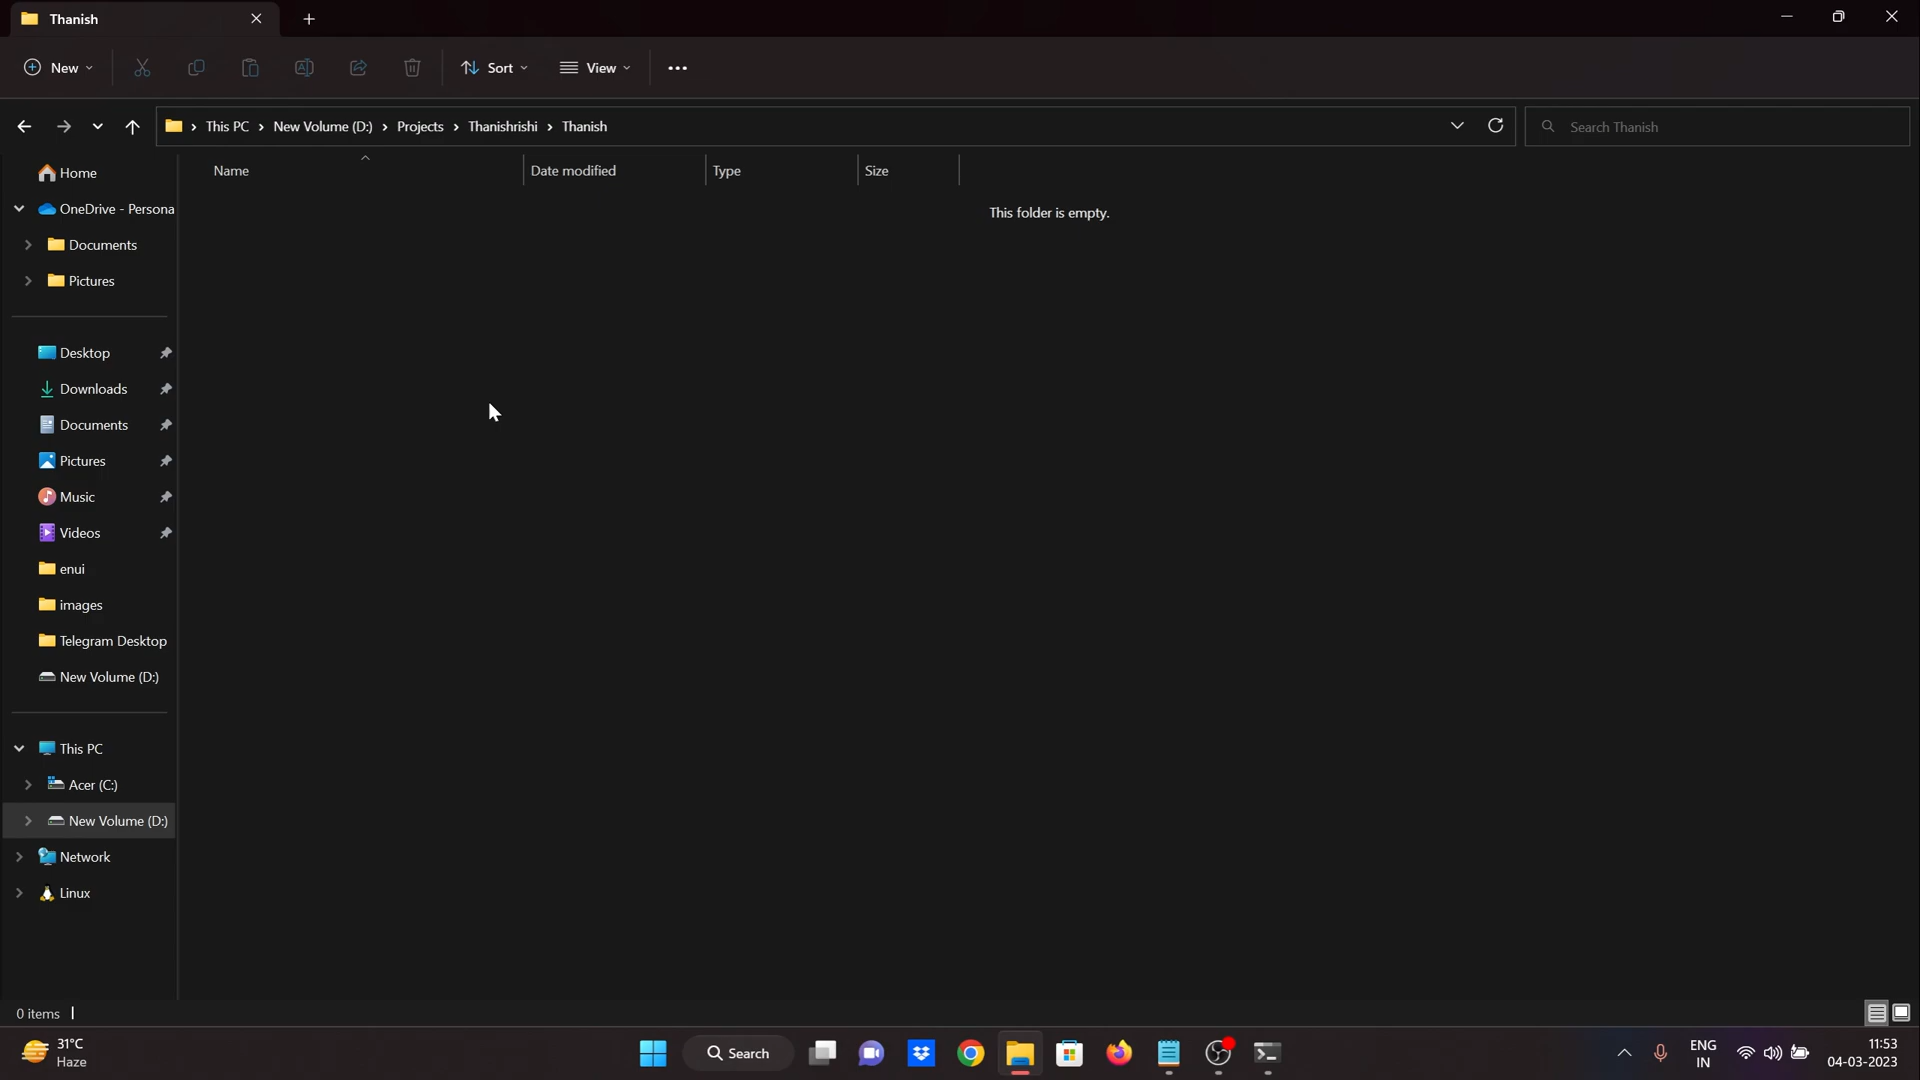 Thanish
New
Sort
View
This PC > New Volume (D:) > Projects > Thanishrishi > Thanish
Search Thanish
Name
Date modified
Type
Size
This folder is empty.
Home
OneDrive - Persona
Documents
Pictures
Desktop
Downloads
Documents
Pictures
Music
Videos
enui
images
Telegram Desktop
New Volume (D:)
This PC
Acer (C:)
New Volume (D:)
Network
Linux
0 items
31°C
Haze
Search
ENG
IN
11:53
04-03-2023